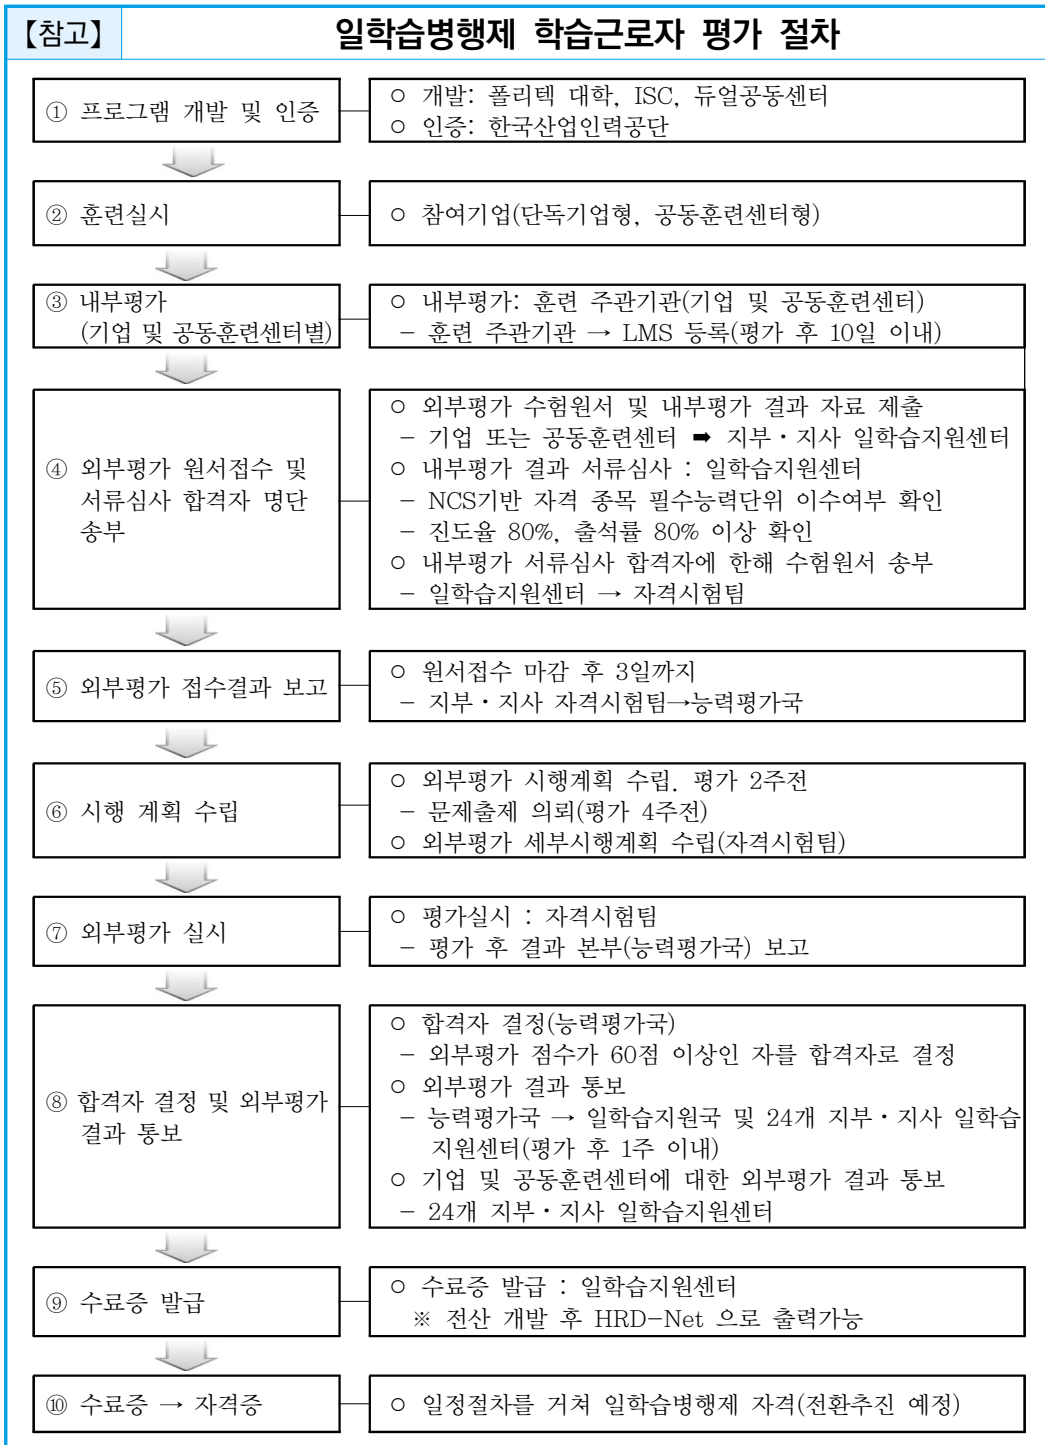 【참고】 일학습병행제 학습근로자 평가 절차
① 프로그램 개발 및 인증
○ 개발: 폴리텍 대학, ISC, 듀얼공동센터
○ 인증: 한국산업인력공단
② 훈련실시
○ 참여기업(단독기업형, 공동훈련센터형)
③ 내부평가
(기업 및 공동훈련센터별)
○ 내부평가: 훈련 주관기관(기업 및 공동훈련센터)
- 훈련 주관기관 → LMS 등록(평가 후 10일 이내)
④ 외부평가 원서접수 및
서류심사 합격자 명단
송부
○ 외부평가 수험원서 및 내부평가 결과 자료 제출
- 기업 또는 공동훈련센터 ➡ 지부・지사 일학습지원센터
○ 내부평가 결과 서류심사 : 일학습지원센터
- NCS기반 자격 종목 필수능력단위 이수여부 확인
- 진도율 80%, 출석률 80% 이상 확인
○ 내부평가 서류심사 합격자에 한해 수험원서 송부
- 일학습지원센터 → 자격시험팀
⑤ 외부평가 접수결과 보고
○ 원서접수 마감 후 3일까지
- 지부・지사 자격시험팀→능력평가국
⑥ 시행 계획 수립
○ 외부평가 시행계획 수립. 평가 2주전
- 문제출제 의뢰(평가 4주전)
○ 외부평가 세부시행계획 수립(자격시험팀)
⑦ 외부평가 실시
○ 평가실시 : 자격시험팀
- 평가 후 결과 본부(능력평가국) 보고
⑧ 합격자 결정 및 외부평가
결과 통보
○ 합격자 결정(능력평가국)
- 외부평가 점수가 60점 이상인 자를 합격자로 결정
○ 외부평가 결과 통보
- 능력평가국 → 일학습지원국 및 24개 지부・지사 일학습
지원센터(평가 후 1주 이내)
○ 기업 및 공동훈련센터에 대한 외부평가 결과 통보
- 24개 지부・지사 일학습지원센터
⑨ 수료증 발급
○ 수료증 발급 : 일학습지원센터
※ 전산 개발 후 HRD-Net 으로 출력가능
⑩ 수료증 → 자격증
○ 일정절차를 거쳐 일학습병행제 자격(전환추진 예정)